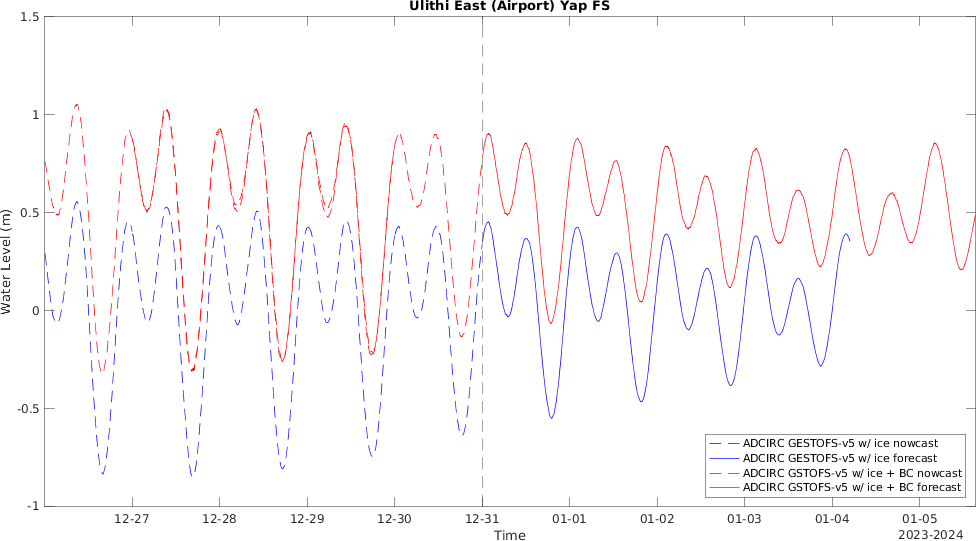 Ulithi East (Airport) Yap FS
1.5
1
0.5
0
-0.5
-1
Water Level (m)
ADCIRC GESTOFS-v5 w/ ice nowcast
ADCIRC GESTOFS-v5 w/ ice forecast
ADCIRC GSTOFS-v5 w/ ice + BC nowcast
ADCIRC GSTOFS-v5 w/ ice + BC forecast
12-27 12-28 12-29 12-30 12-31 01-01 01-02 01-03 01-04 01-05
Time
2023-2024